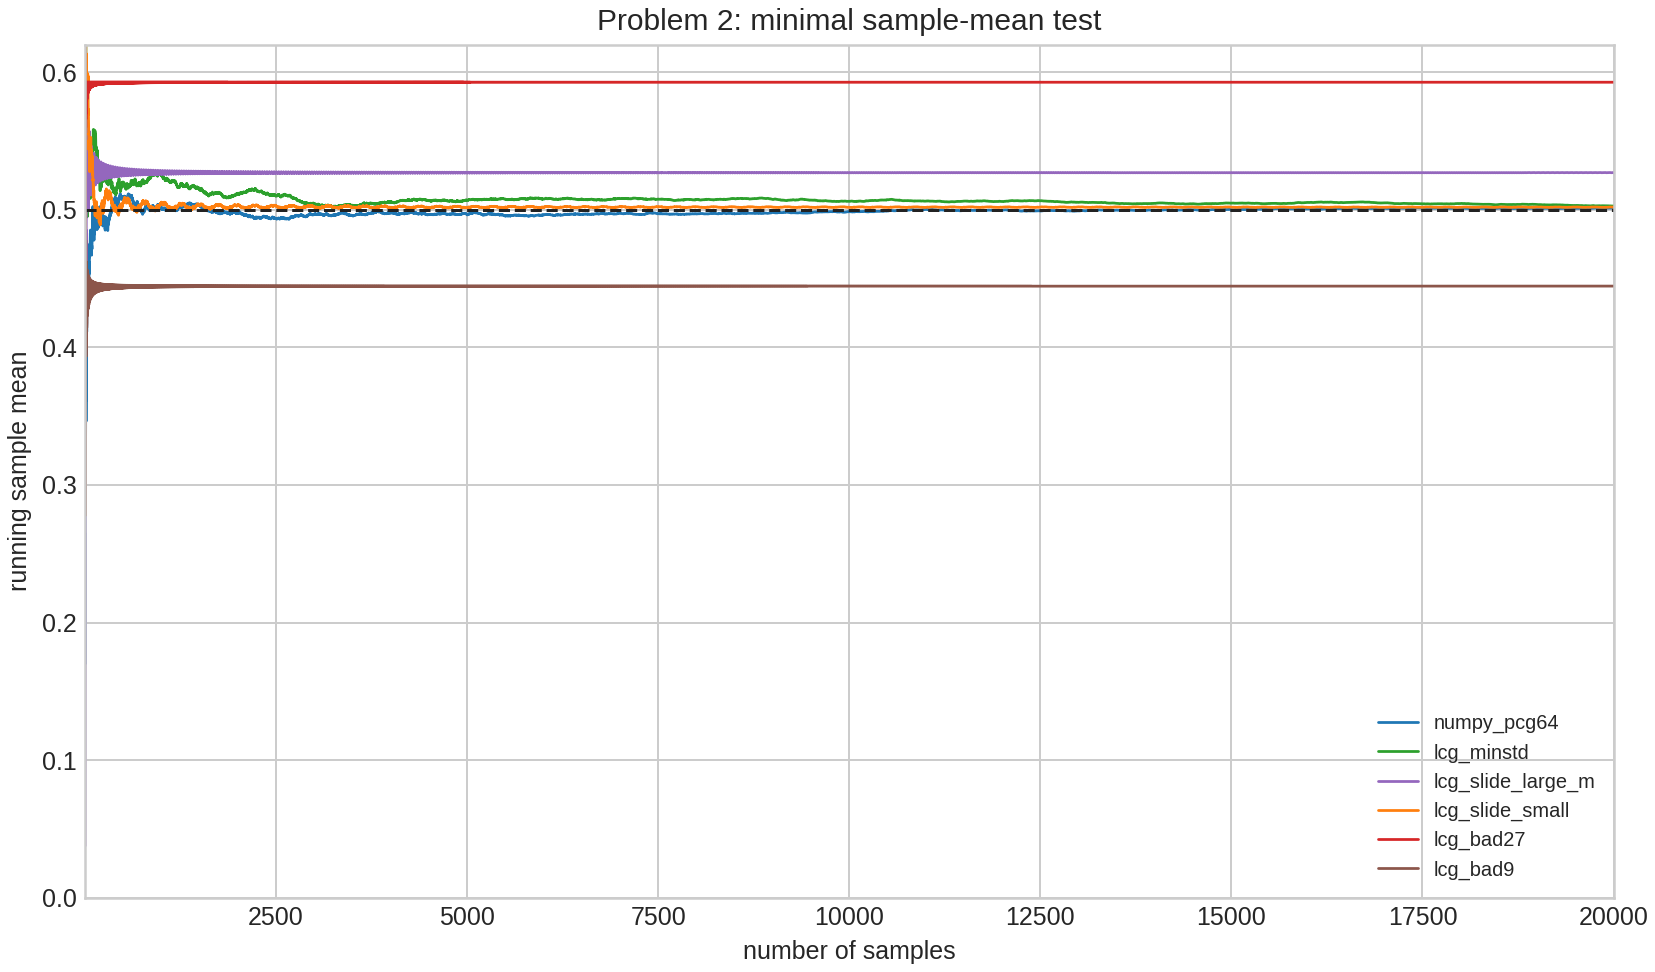 Problem 2: minimal sample-mean test
running sample mean
0.6
0.5
0.4
0.3
0.2
0.1
0.0
2500 5000 7500 10000 12500 15000 17500 20000
number of samples
numpy_pcg64
lcg_minstd
lcg_slide_large_m
lcg_slide_small
lcg_bad27
lcg_bad9